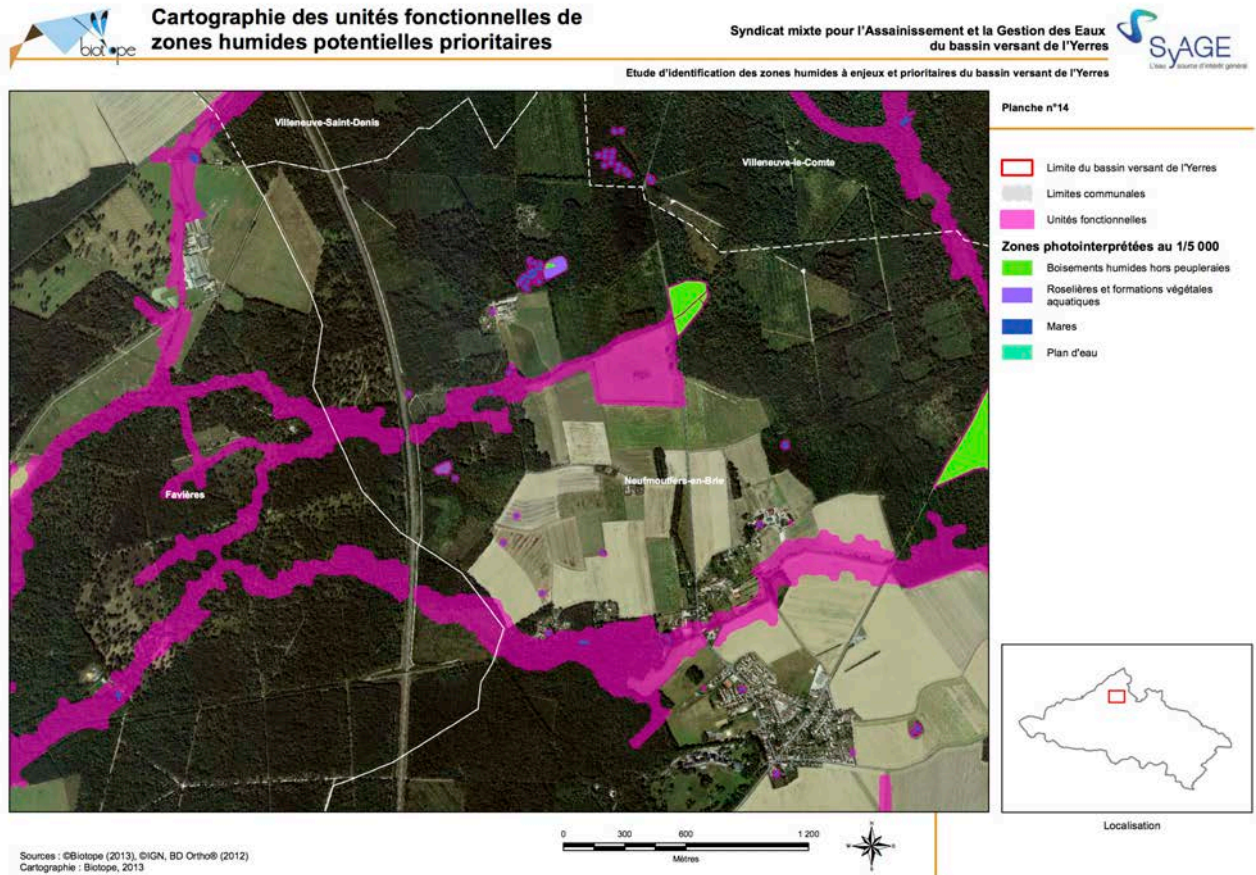 biotope
Cartographie des unités fonctionnelles de
zones humides potentielles prioritaires
Syndicat mixte pour l'Assainissement et la Gestion des Eaux
du bassin versant de l'Yerres
SyAGE
L'eau, source d'intérêt général
Etude d'identification des zones humides à enjeux et prioritaires du bassin versant de l'Yerres
Villeneuve-Saint-Denis
Villeneuve-le-Comte
Favières
Neufmoutiers-en-Brie
Planche n°14
Limite du bassin versant de l'Yerres
Limites communales
Unités fonctionnelles
Zones photointerprétées au 1/5 000
Boisements humides hors peupleraies
Roselières et formations végétales
aquatiques
Mares
Plan d'eau
Localisation
0 300 600 1 200
Mètres
N
Sources : ©Biotope (2013), ©IGN, BD Ortho® (2012)
Cartographie : Biotope, 2013